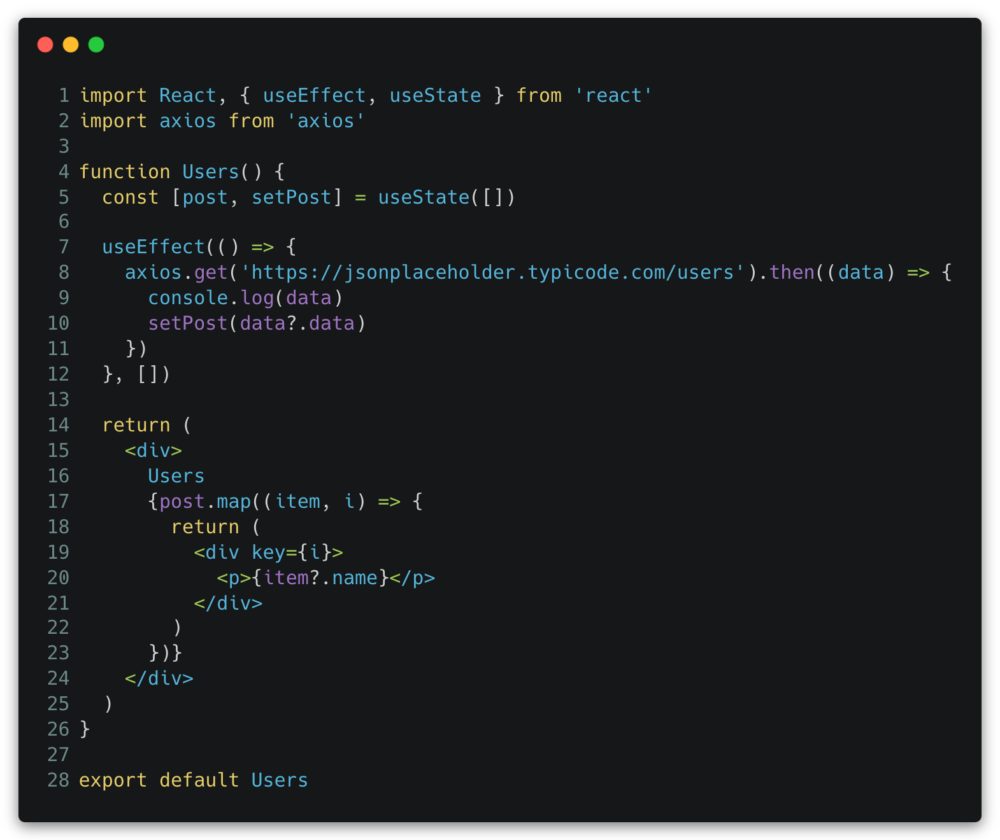 1 import React, { useEffect, useState } from 'react'
2 import axios from 'axios'
3
4 function Users() {
5   const [post, setPost] = useState([])
6
7   useEffect(() => {
8     axios.get('https://jsonplaceholder.typicode.com/users').then((data) => {
9       console.log(data)
10       setPost(data?.data)
11     })
12   }, [])
13
14   return (
15     <div>
16       Users
17       {post.map((item, i) => {
18         return (
19           <div key={i}>
20             <p>{item?.name}</p>
21           </div>
22         )
23       })}
24     </div>
25   )
26 }
27
28 export default Users